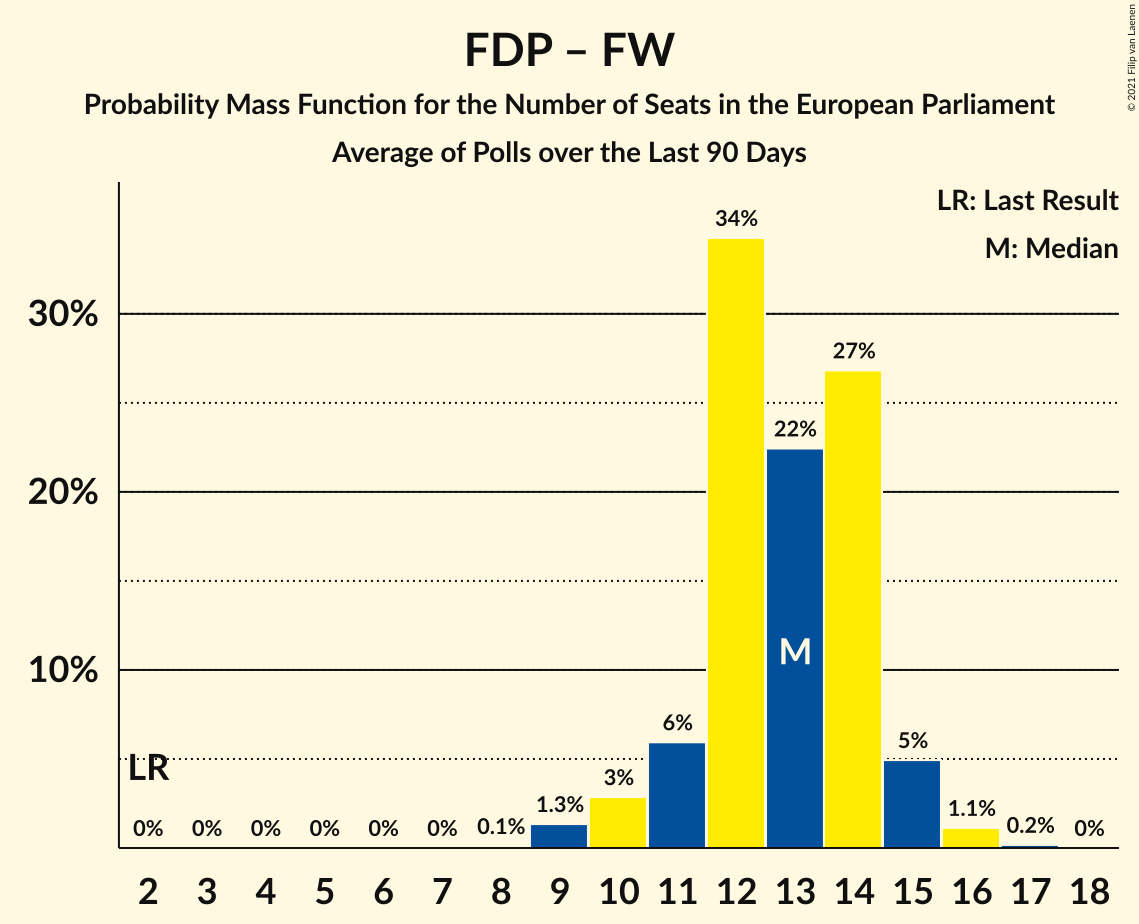 FDP – FW
Probability Mass Function for the Number of Seats in the European Parliament
Average of Polls over the Last 90 Days
© 2021 Filip van Laenen
LR: Last Result
M: Median
34%
30%
27%
22%
20%
M
10%
6%
5%
LR
3%
1.3%
1.1%
0% 0% 0% 0% 0% 0% 0.1% 0.2% 0%
2 3 4 5 6 7 8 9 10 11 12 13 14 15 16 17 18